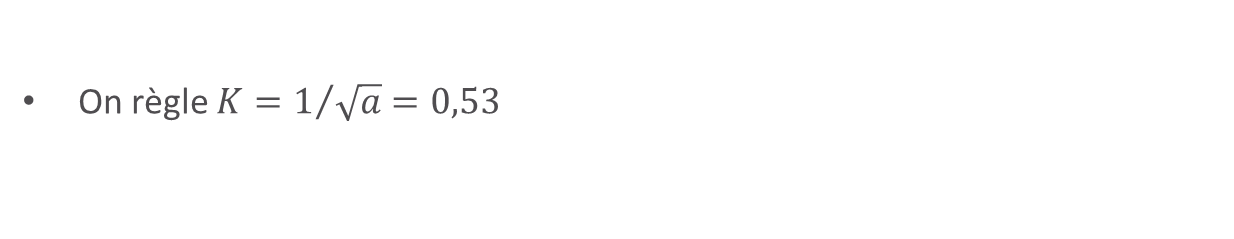 • On règle 𝐾 = 1/√𝑎 = 0,53